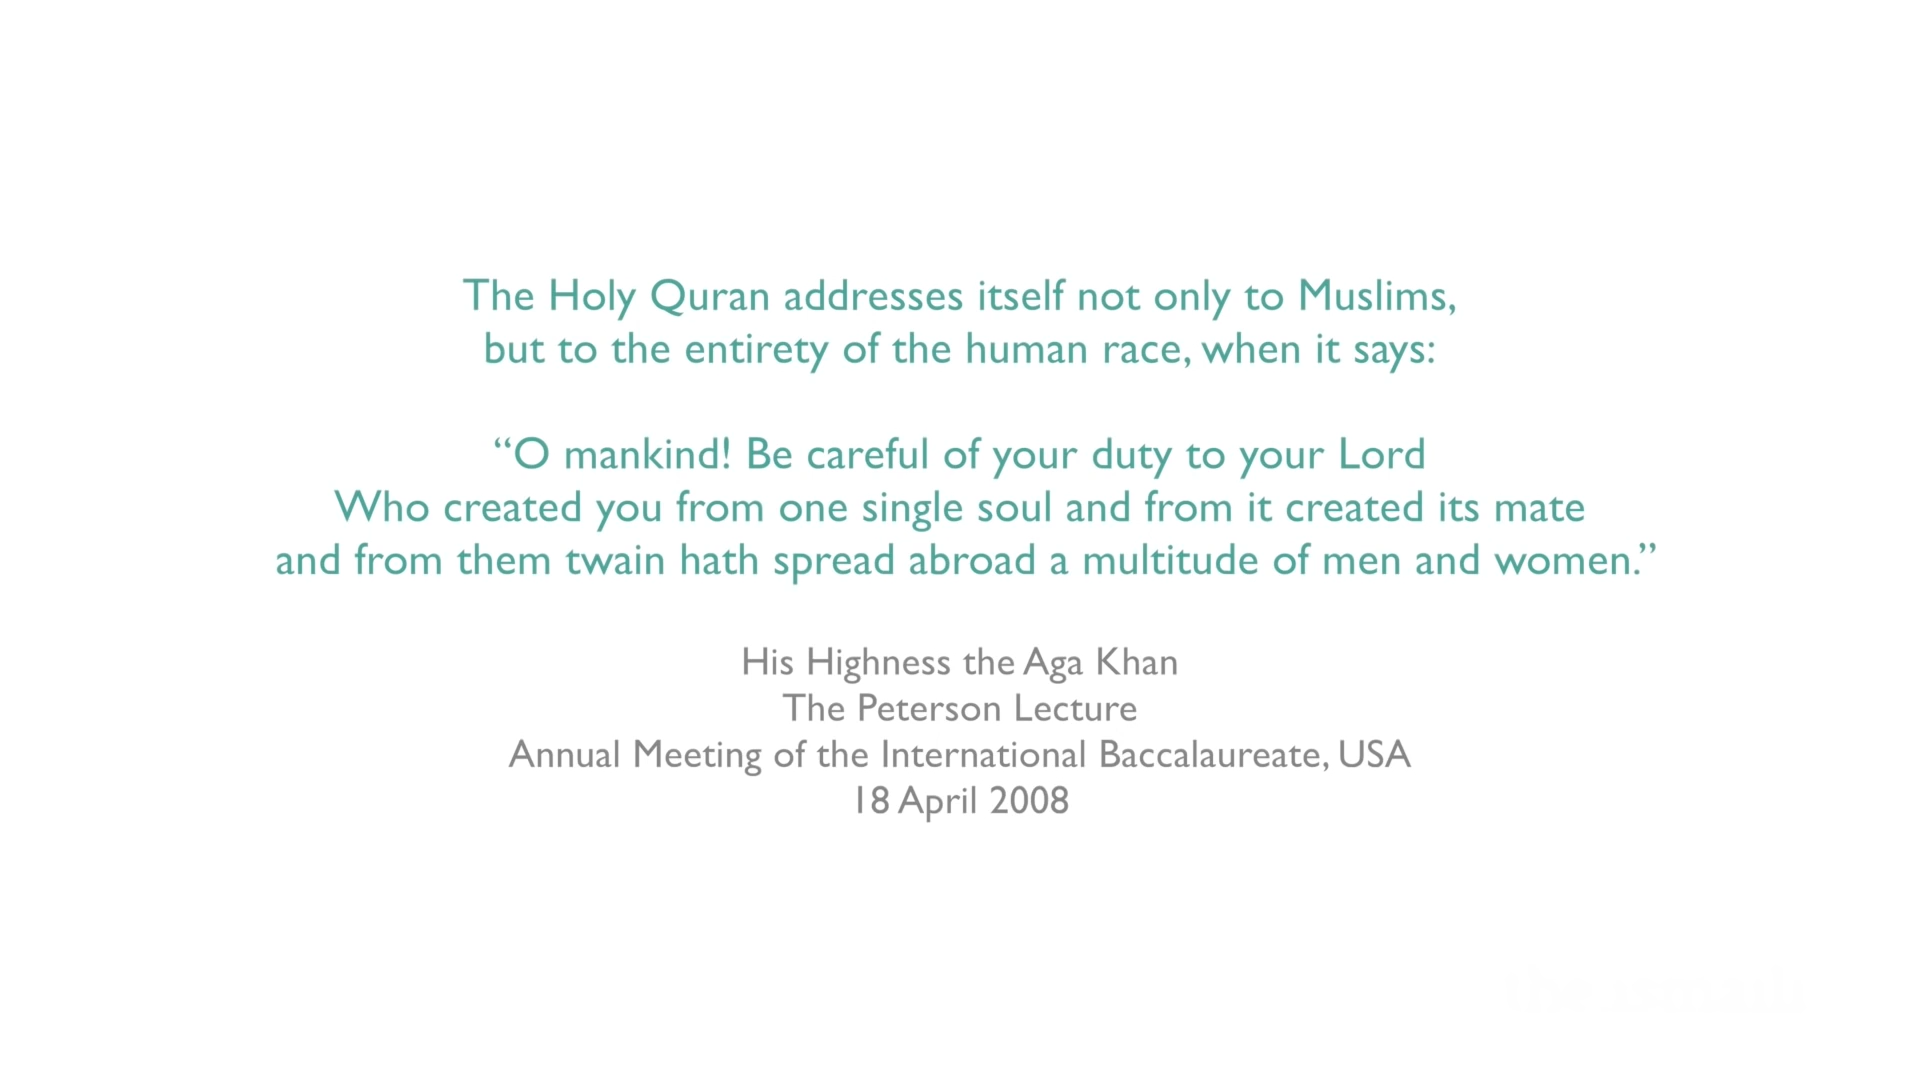 The Holy Quran addresses itself not only to Muslims,
but to the entirety of the human race, when it says:
“O mankind! Be careful of your duty to your Lord
Who created you from one single soul and from it created its mate
and from them twain hath spread abroad a multitude of men and women.”
His Highness the Aga Khan
The Peterson Lecture
Annual Meeting of the International Baccalaureate, USA
18 April 2008